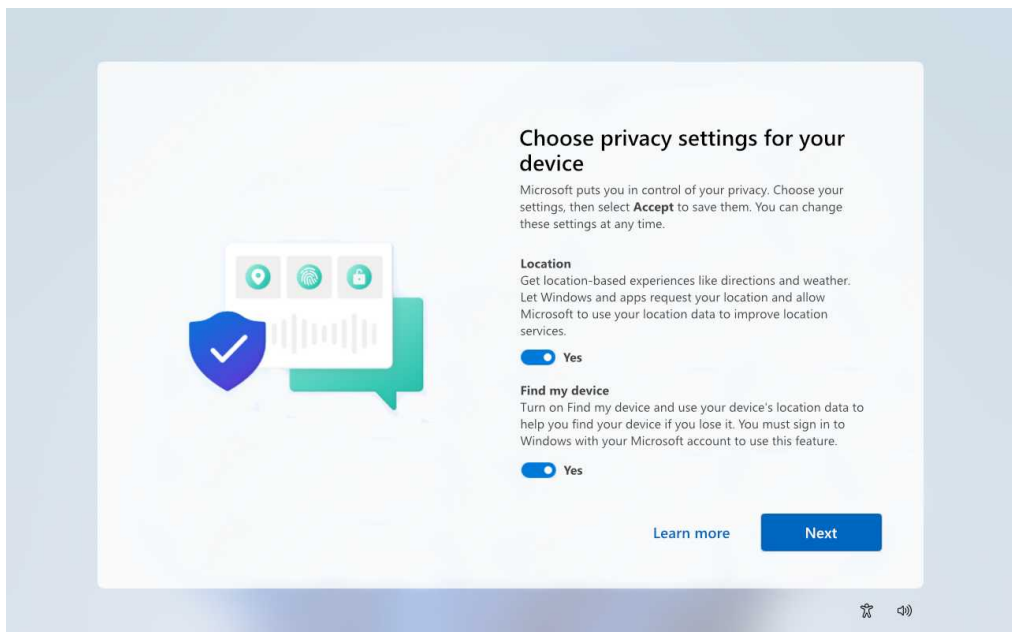 Choose privacy settings for your
device
Microsoft puts you in control of your privacy. Choose your
settings, then select Accept to save them. You can change
these settings at any time.
Location
Get location-based experiences like directions and weather.
Let Windows and apps request your location and allow
Microsoft to use your location data to improve location
services.
Yes
Find my device
Turn on Find my device and use your device's location data to
help you find your device if you lose it. You must sign in to
Windows with your Microsoft account to use this feature.
Yes
Learn more
Next